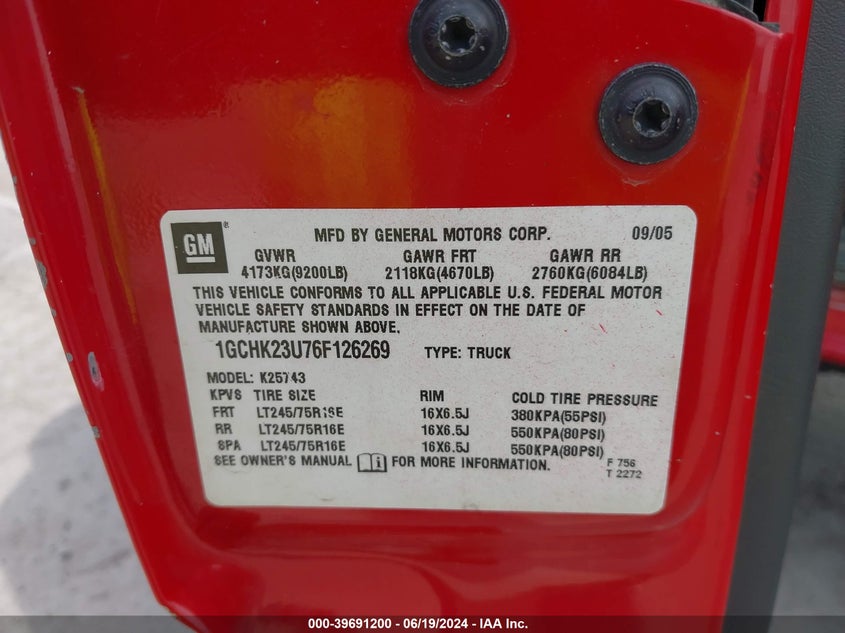 GM
MFD BY GENERAL MOTORS CORP. 09/05
GVWR GAWR FRT GAWR RR
4173KG(9200LB) 2118KG(4670LB) 2760KG(6084LB)
THIS VEHICLE CONFORMS TO ALL APPLICABLE U.S. FEDERAL MOTOR
VEHICLE SAFETY STANDARDS IN EFFECT ON THE DATE OF
MANUFACTURE SHOWN ABOVE.
1GCHK23U76F126269 TYPE: TRUCK
MODEL: K25743
KPVS TIRE SIZE RIM COLD TIRE PRESSURE
FRT LT245/75R16E 16X6.5J 380KPA(55PSI)
RR LT245/75R16E 16X6.5J 550KPA(80PSI)
SPA LT245/75R16E 16X6.5J 550KPA(80PSI)
SEE OWNER'S MANUAL FOR MORE INFORMATION.
F 756
T 2272
000-39691200 - 06/19/2024 - IAA Inc.